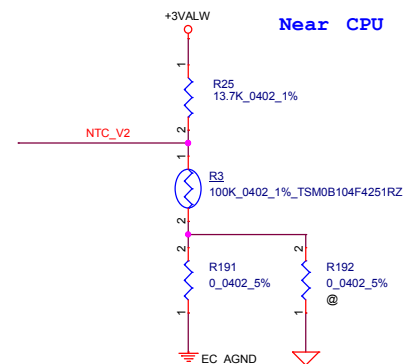 +3VALW
Near CPU
1
R25
13.7K_0402_1%
2
NTC_V2
1
R3
100K_0402_1%_TSM0B104F4251RZ
2
2
2
R191
R192
0_0402_5%
0_0402_5%
@
1
1
EC_AGND